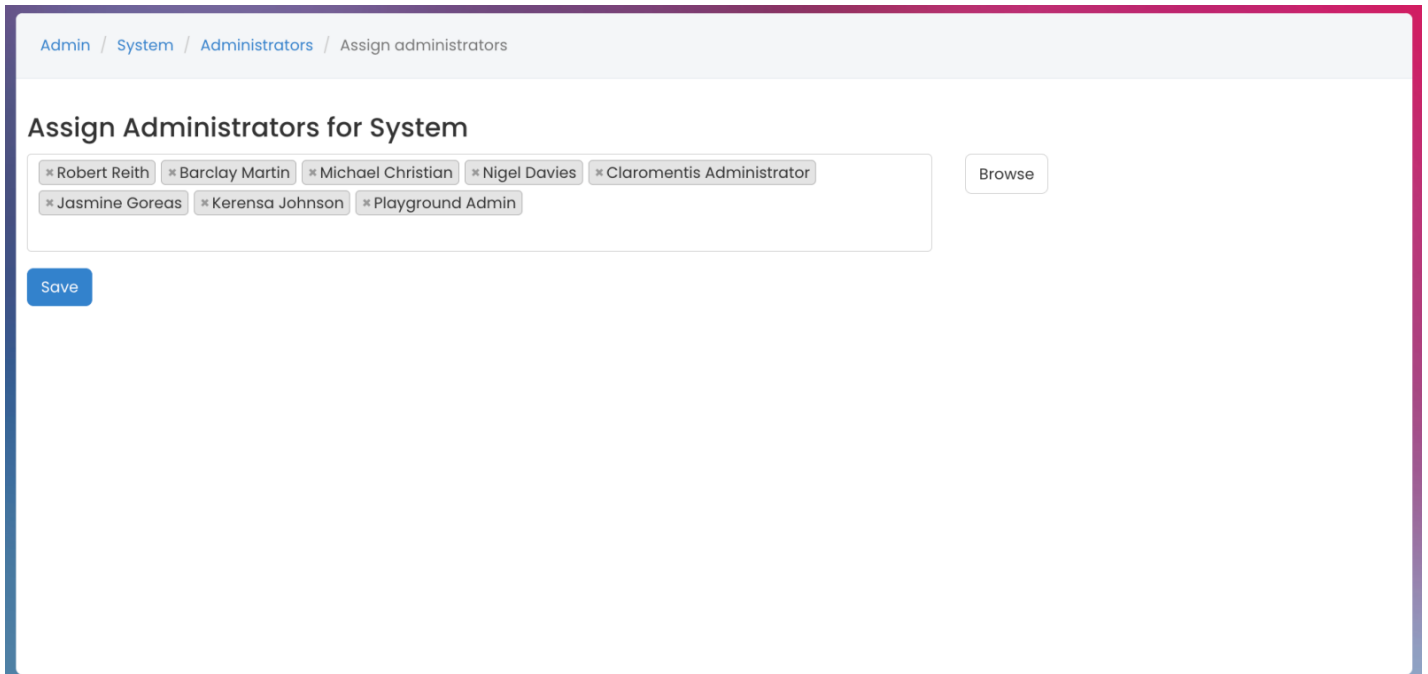 Admin / System / Administrators / Assign administrators
Assign Administrators for System
× Robert Reith × Barclay Martin × Michael Christian × Nigel Davies × Claromentis Administrator
Browse
× Jasmine Goreas × Kerensa Johnson × Playground Admin
Save